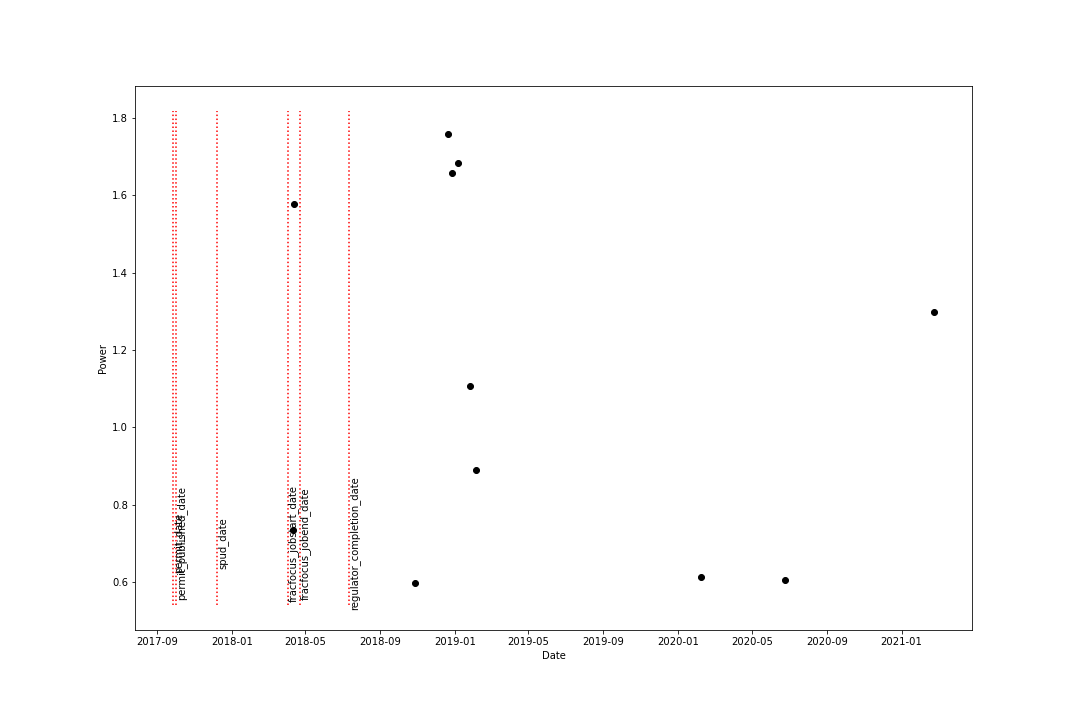 1.8
1.6
1.4
1.2
1.0
0.8
0.6
Power
permit_date
permit_published_date
spud_date
fracfocus_jobstart_date
fracfocus_jobend_date
regulator_completion_date
2017-09 2018-01 2018-05 2018-09 2019-01 2019-05 2019-09 2020-01 2020-05 2020-09 2021-01
Date